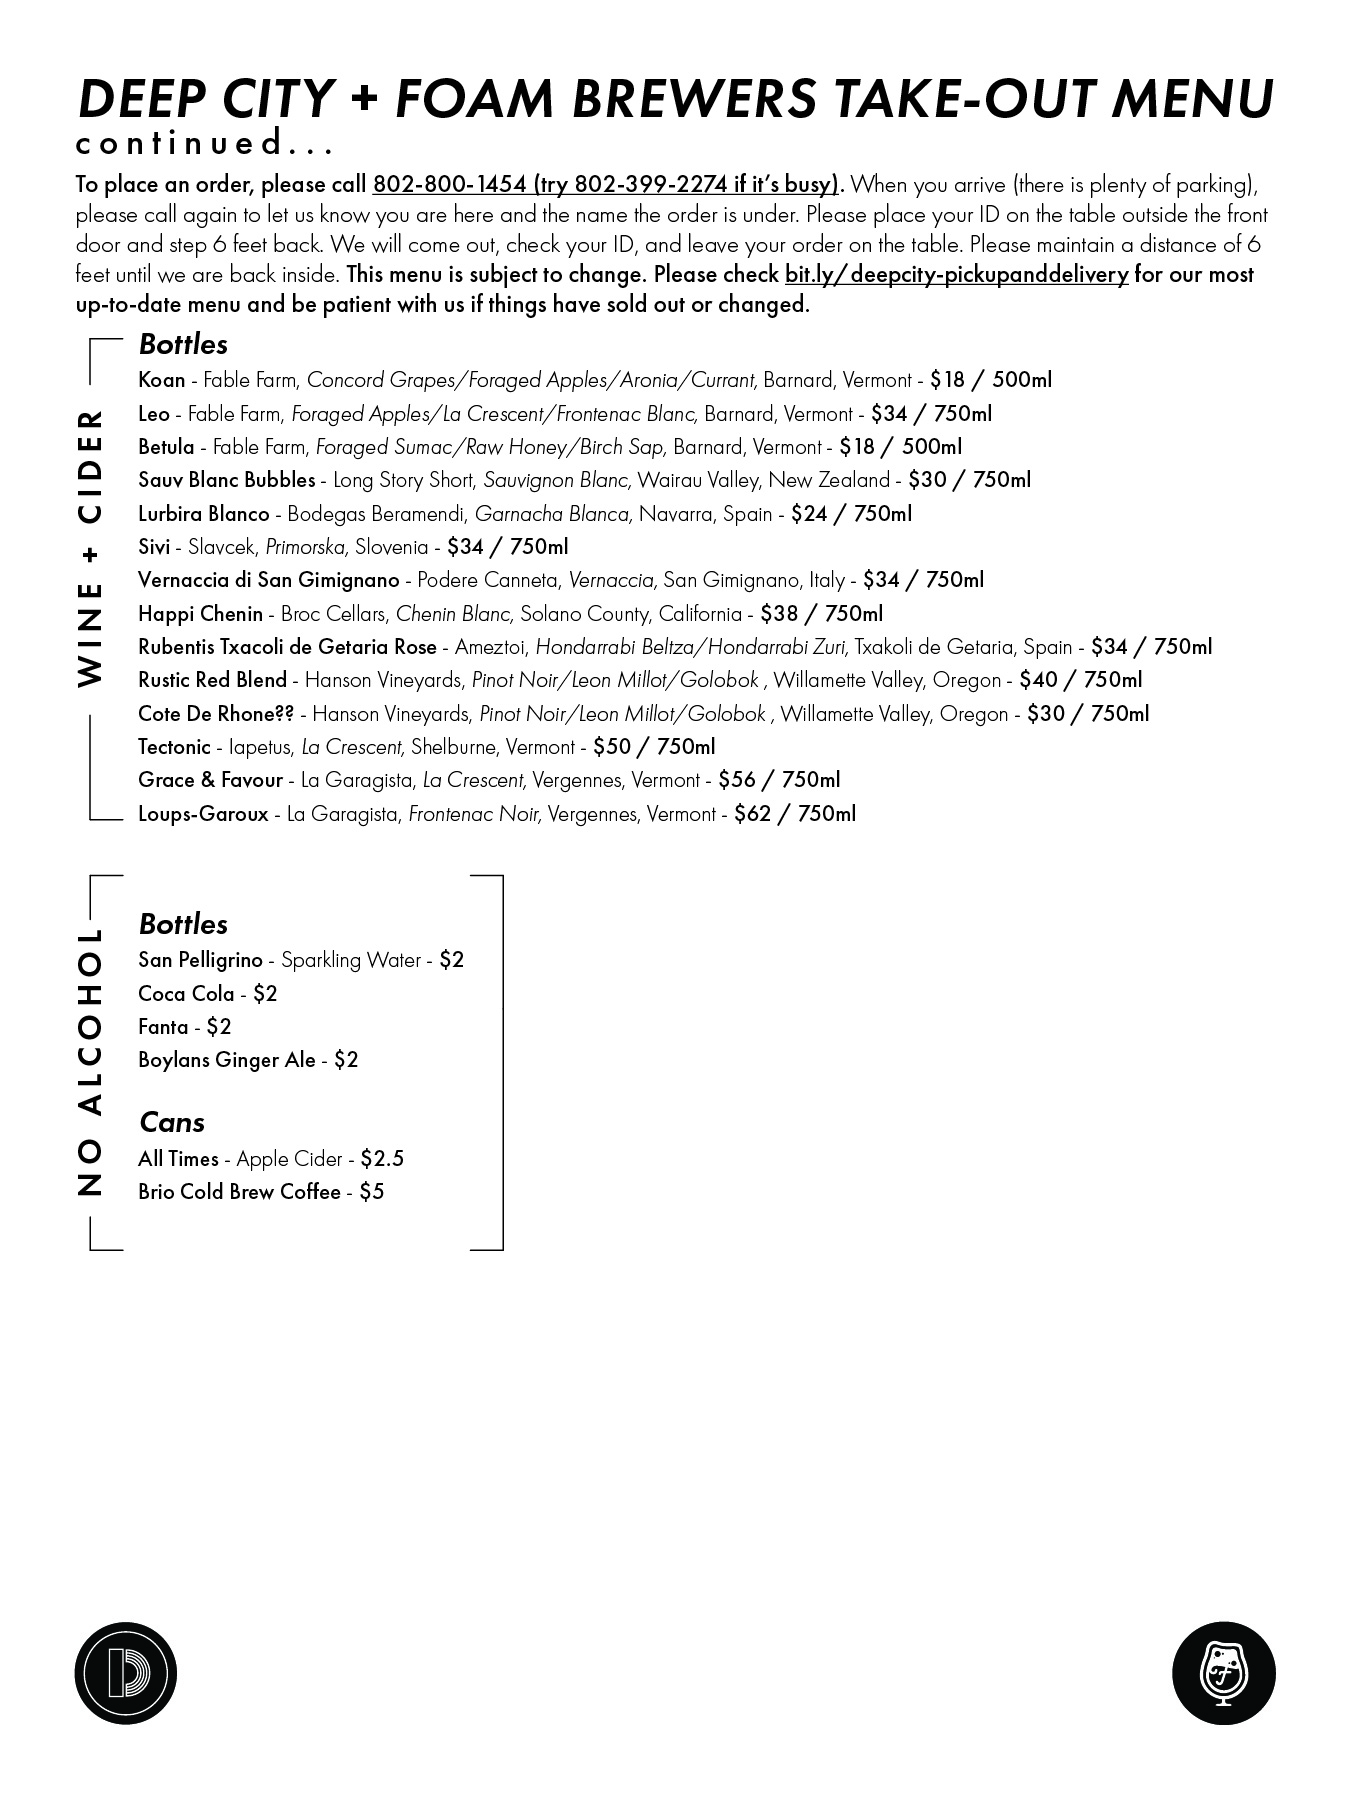 DEEP CITY + FOAM BREWERS TAKE-OUT MENU
continued...
To place an order, please call 802-800-1454 (try 802-399-2274 if it's busy). When you arrive (there is plenty of parking),
please call again to let us know you are here and the name the order is under. Please place your ID on the table outside the front
door and step 6 feet back. We will come out, check your ID, and leave your order on the table. Please maintain a distance of 6
feet until we are back inside. This menu is subject to change. Please check bit.ly/deepcity-pickupanddelivery for our most
up-to-date menu and be patient with us if things have sold out or changed.
WINE + CIDER
Bottles
Koan - Fable Farm, Concord Grapes/Foraged Apples/Aronia/Currant, Barnard, Vermont - $18 / 500ml
Leo - Fable Farm, Foraged Apples/La Crescent/Frontenac Blanc, Barnard, Vermont - $34 / 750ml
Betula - Fable Farm, Foraged Sumac/Raw Honey/Birch Sap, Barnard, Vermont - $18 / 500ml
Sauv Blanc Bubbles - Long Story Short, Sauvignon Blanc, Wairau Valley, New Zealand - $30 / 750ml
Lurbira Blanco - Bodegas Beramendi, Garnacha Blanca, Navarra, Spain - $24 / 750ml
Sivi - Slavcek, Primorska, Slovenia - $34 / 750ml
Vernaccia di San Gimignano - Podere Canneta, Vernaccia, San Gimignano, Italy - $34 / 750ml
Happi Chenin - Broc Cellars, Chenin Blanc, Solano County, California - $38 / 750ml
Rubentis Txacoli de Getaria Rose - Ameztoi, Hondarrabi Beltza/Hondarrabi Zuri, Txakoli de Getaria, Spain - $34 / 750ml
Rustic Red Blend - Hanson Vineyards, Pinot Noir/Leon Millot/Golobok , Willamette Valley, Oregon - $40 / 750ml
Cote De Rhone?? - Hanson Vineyards, Pinot Noir/Leon Millot/Golobok , Willamette Valley, Oregon - $30 / 750ml
Tectonic - Iapetus, La Crescent, Shelburne, Vermont - $50 / 750ml
Grace & Favour - La Garagista, La Crescent, Vergennes, Vermont - $56 / 750ml
Loups-Garoux - La Garagista, Frontenac Noir, Vergennes, Vermont - $62 / 750ml
NO ALCOHOL
Bottles
San Pelligrino - Sparkling Water - $2
Coca Cola - $2
Fanta - $2
Boylans Ginger Ale - $2
Cans
All Times - Apple Cider - $2.5
Brio Cold Brew Coffee - $5
D
F